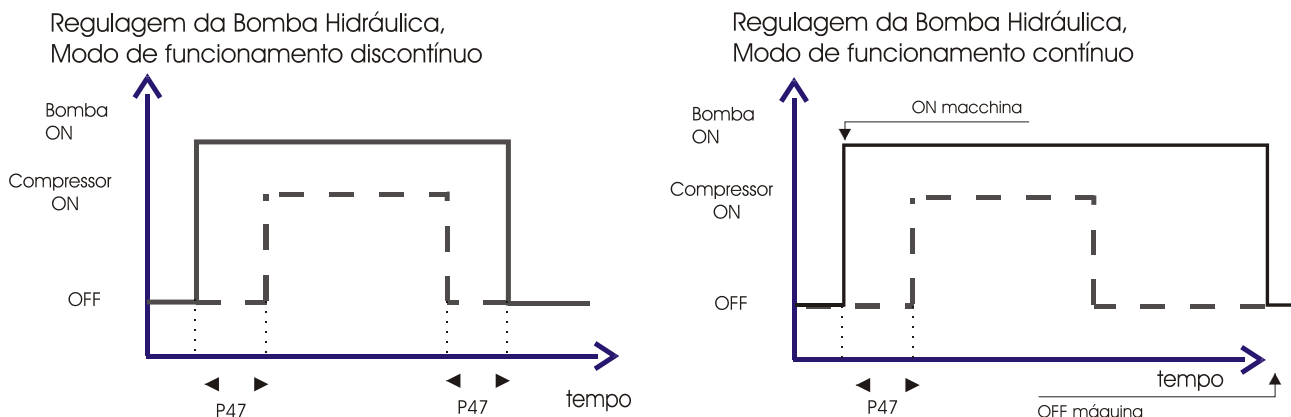 Regulagem da Bomba Hidráulica,
Modo de funcionamento discontínuo
Bomba
ON
Compressor
ON
OFF
P47
P47
tempo
Regulagem da Bomba Hidráulica,
Modo de funcionamento contínuo
Bomba
ON
ON macchina
Compressor
ON
OFF
tempo
P47
OFF máquina